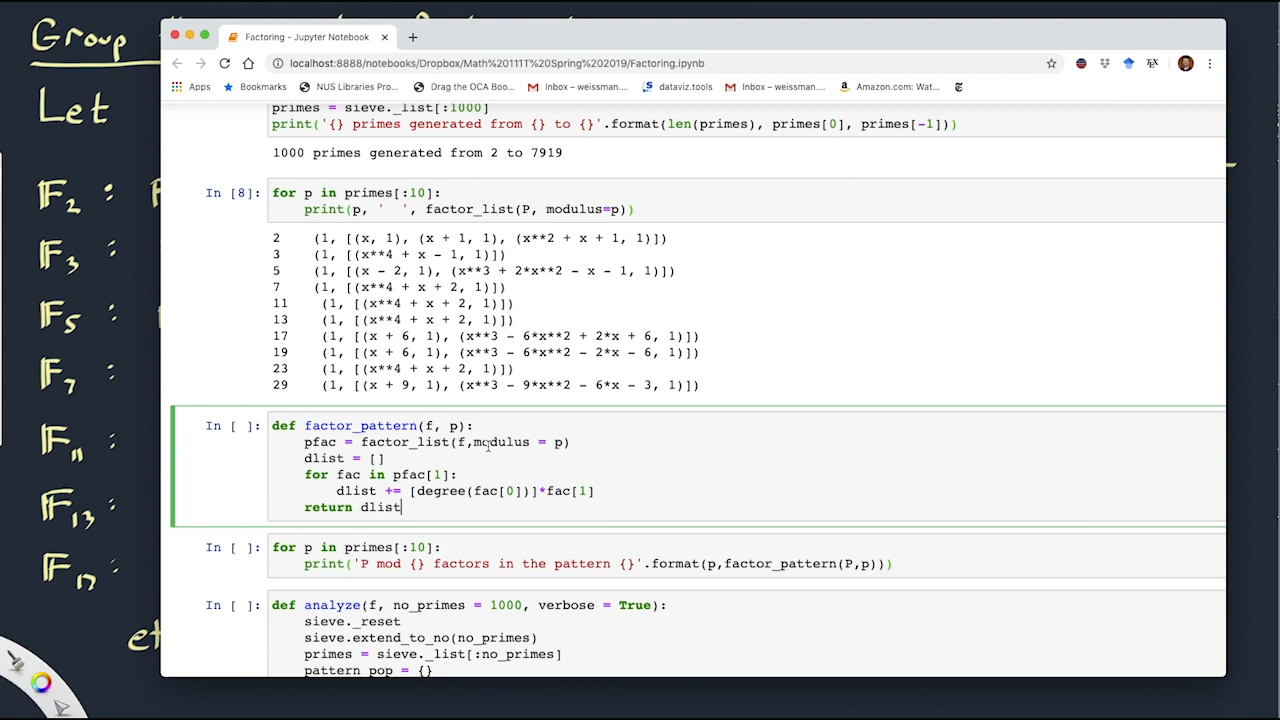 Group
Factoring - Jupyter Notebook
localhost:8888/notebooks/Dropbox/Math%20111T%20Spring%202019/Factoring.ipynb
Apps Bookmarks NUS Libraries Pro... Drag the OCA Boo... Inbox – weissman.... dataviz.tools Inbox – weissman.... Amazon.com: Wat...
Let
primes = sieve._list[:1000]
print('{} primes generated from {} to {}'.format(len(primes), primes[0], primes[-1]))
1000 primes generated from 2 to 7919
𝔽₂ :
In [8]: for p in primes[:10]:
print(p, '  ', factor_list(P, modulus=p))
2 (1, [(x, 1), (x + 1, 1), (x**2 + x + 1, 1)])
𝔽₃ :
3 (1, [(x**4 + x - 1, 1)])
5 (1, [(x - 2, 1), (x**3 + 2*x**2 - x - 1, 1)])
7 (1, [(x**4 + x + 2, 1)])
11 (1, [(x**4 + x + 2, 1)])
𝔽₅ :
13 (1, [(x**4 + x + 2, 1)])
17 (1, [(x + 6, 1), (x**3 - 6*x**2 + 2*x + 6, 1)])
19 (1, [(x + 6, 1), (x**3 - 6*x**2 - 2*x - 6, 1)])
𝔽₇ :
23 (1, [(x**4 + x + 2, 1)])
29 (1, [(x + 9, 1), (x**3 - 9*x**2 - 6*x - 3, 1)])
In [ ]: def factor_pattern(f, p):
𝔽₁₁ :
pfac = factor_list(f,modulus = p)
dlist = []
for fac in pfac[1]:
dlist += [degree(fac[0])]*fac[1]
return dlist
𝔽₁₃ :
In [ ]: for p in primes[:10]:
print('P mod {} factors in the pattern {}'.format(p,factor_pattern(P,p)))
𝔽₁₇ :
In [ ]: def analyze(f, no_primes = 1000, verbose = True):
sieve._reset
sieve.extend_to_no(no_primes)
primes = sieve._list[:no_primes]
pattern_pop = {}